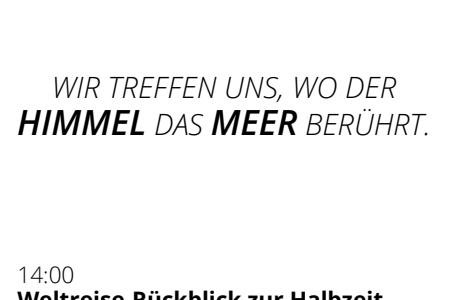 WIR TREFFEN UNS, WO DER
HIMMEL DAS MEER BERÜHRT.
14:00
Weltreise-Rückblick zur Halbzeit